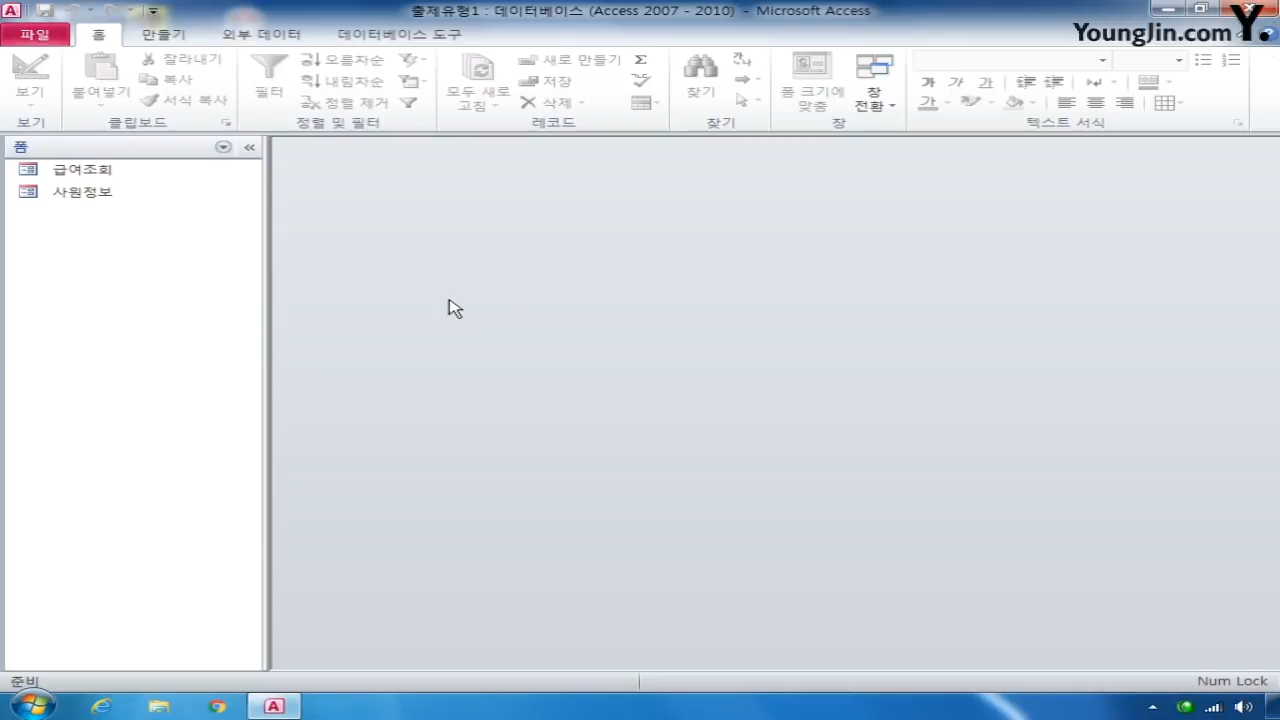 출제유형1 : 데이터베이스 (Access 2007 - 2010) - Microsoft Access
YoungJin.com Y.
파일 홈 만들기 외부 데이터 데이터베이스 도구
보기
붙여넣기
잘라내기
복사
서식 복사
필터
오름차순
내림차순
정렬 제거
모두 새로
고침
새로 만들기
저장
삭제
찾기
폼 크기에
맞춤
창
전환
가 가 가
가
보기 클립보드 정렬 및 필터 레코드 찾기 창 텍스트 서식
폼
급여조회
사원정보
준비 Num Lock